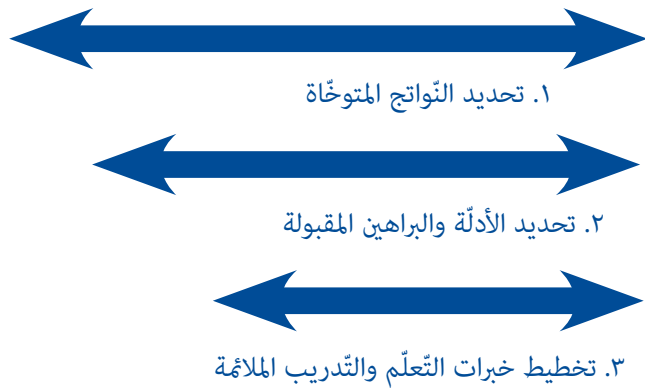 ١. تحديد النّواتج المتوخّاة
٢. تحديد الأدلّة والبراهين المقبولة
٣. تخطيط خبرات التّعلّم والتّدريب الملائمة